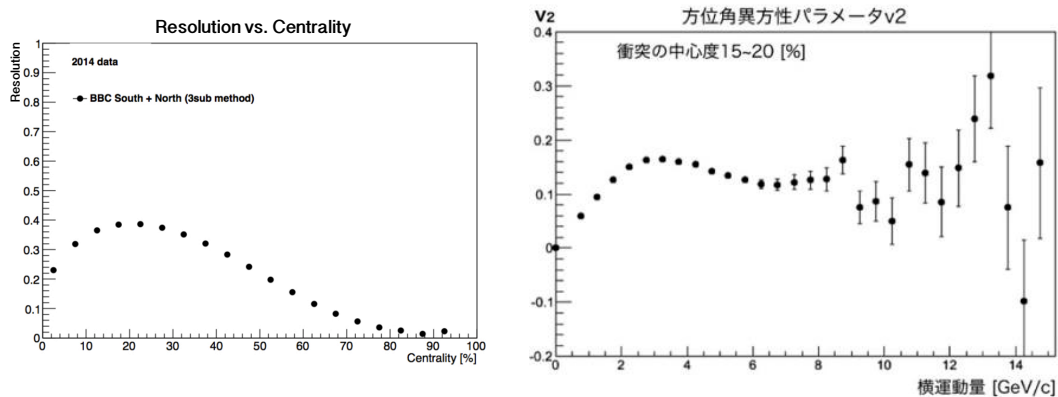 Resolution vs. Centrality
Resolution
1
0.9
0.8
0.7
0.6
0.5
0.4
0.3
0.2
0.1
0
2014 data
BBC South + North (3sub method)
0 10 20 30 40 50 60 70 80 90 100
Centrality [%]
方位角異方性パラメータv2
V2
0.4
0.3
0.2
0.1
0
-0.1
-0.2
衝突の中心度15~20 [%]
0 2 4 6 8 10 12 14
横運動量 [GeV/c]